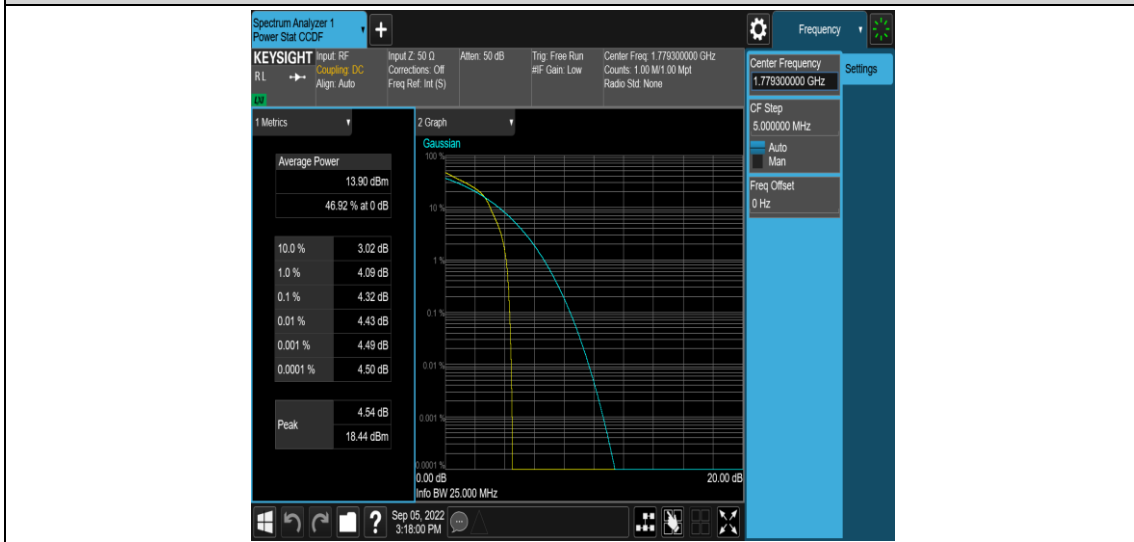 Spectrum Analyzer 1
Power Stat CCDF
+
Frequency
KEYSIGHT
RL
LXI
Input: RF
Coupling: DC
Align: Auto
Input Z: 50 Ω
Corrections: Off
Freq Ref: Int (S)
Atten: 50 dB
Trig: Free Run
#IF Gain: Low
Center Freq: 1.779300000 GHz
Counts: 1.00 M/1.00 Mpt
Radio Std: None
Center Frequency
1.779300000 GHz
Settings
CF Step
5.000000 MHz
Auto
Man
Freq Offset
0 Hz
1 Metrics
Average Power
13.90 dBm
46.92 % at 0 dB
10.0 % 3.02 dB
1.0 % 4.09 dB
0.1 % 4.32 dB
0.01 % 4.43 dB
0.001 % 4.49 dB
0.0001 % 4.50 dB
Peak
4.54 dB
18.44 dBm
2 Graph
Gaussian
100 %
10 %
1 %
0.1 %
0.01 %
0.001 %
0.0001 %
0.00 dB 20.00 dB
Info BW 25.000 MHz
?
Sep 05, 2022
3:18:00 PM